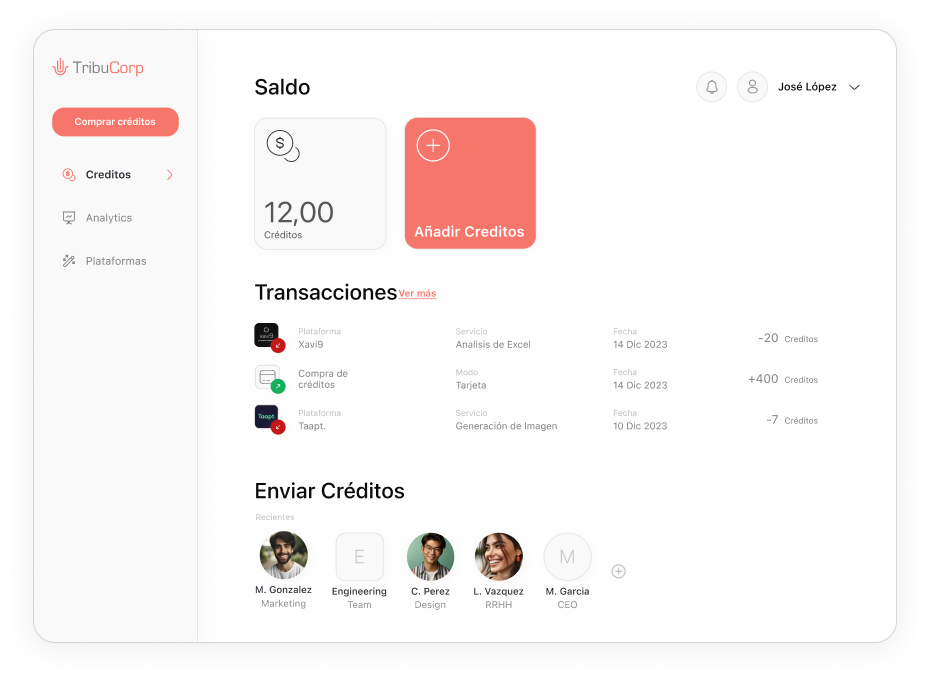 TribuCorp
Comprar créditos
Creditos
Analytics
Plataformas
Saldo
José López
$
12,00
Créditos
Añadir Creditos
Transacciones Ver más
Plataforma
Xavi9
Servicio
Analisis de Excel
Fecha
14 Dic 2023
-20 Creditos
Compra de
créditos
Modo
Tarjeta
Fecha
14 Dic 2023
+400 Creditos
Taapt.
Plataforma
Taapt.
Servicio
Generación de Imagen
Fecha
10 Dic 2023
-7 Créditos
Enviar Créditos
Recientes
M. Gonzalez
Marketing
E
Engineering
Team
C. Perez
Design
L. Vazquez
RRHH
M
M. Garcia
CEO